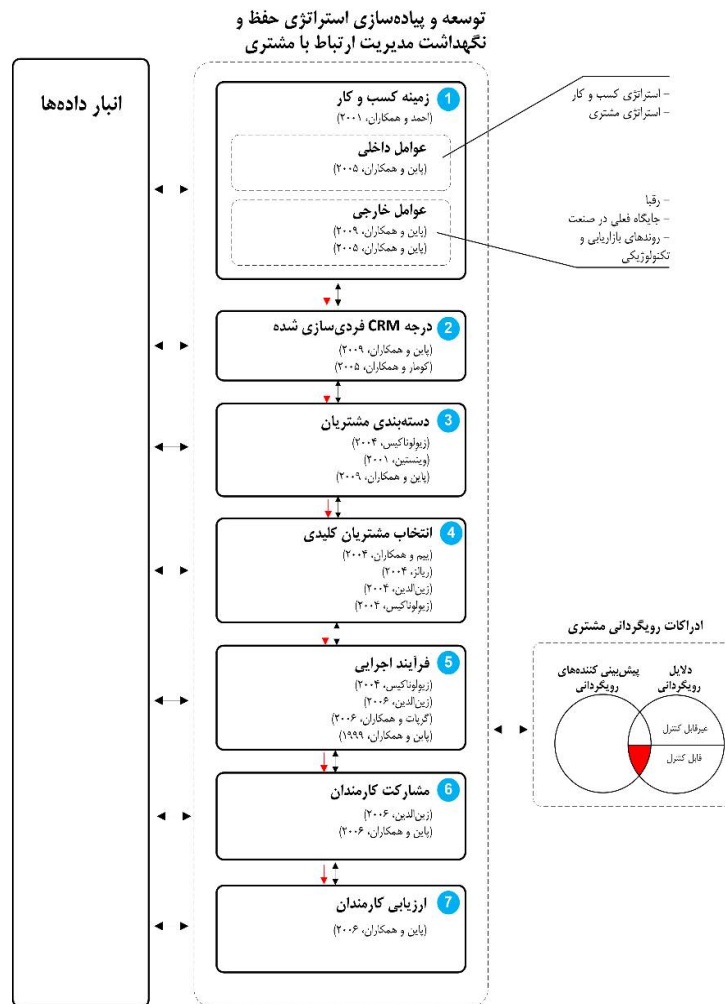 توسعه و پیاده‌سازی استراتژی حفظ و
نگهداشت مدیریت ارتباط با مشتری
انبار داده‌ها
1 زمینه کسب و کار
(احمد و همکاران، ۲۰۰۱)
عوامل داخلی
(پاین و همکاران، ۲۰۰۵)
عوامل خارجی
(پاین و همکاران، ۲۰۰۹)
(پاین و همکاران، ۲۰۰۵)
- استراتژی کسب و کار
- استراتژی مشتری
- رقبا
- جایگاه فعلی در صنعت
- روندهای بازاریابی و
تکنولوژیکی
2 درجه CRM فردی‌سازی شده
(پاین و همکاران، ۲۰۰۹)
(کومار و همکاران، ۲۰۰۵)
3 دسته‌بندی مشتریان
(زیولوناکیس، ۲۰۰۴)
(وینستین، ۲۰۰۱)
(پاین و همکاران، ۲۰۰۹)
4 انتخاب مشتریان کلیدی
(ییم و همکاران، ۲۰۰۴)
(ریالز، ۲۰۰۴)
(زین‌الدین، ۲۰۰۴)
(زیولوناکیس، ۲۰۰۴)
5 فرآیند اجرایی
(زیولوناکیس، ۲۰۰۴)
(زین‌الدین، ۲۰۰۶)
(گریات و همکاران، ۲۰۰۶)
(پاین و همکاران، ۱۹۹۹)
6 مشارکت کارمندان
(زین‌الدین، ۲۰۰۶)
(پاین و همکاران، ۲۰۰۶)
7 ارزیابی کارمندان
(پاین و همکاران، ۲۰۰۶)
ادراکات رویگردانی مشتری
دلایل
رویگردانی
پیش‌بینی کننده‌های
رویگردانی
غیرقابل کنترل
قابل کنترل